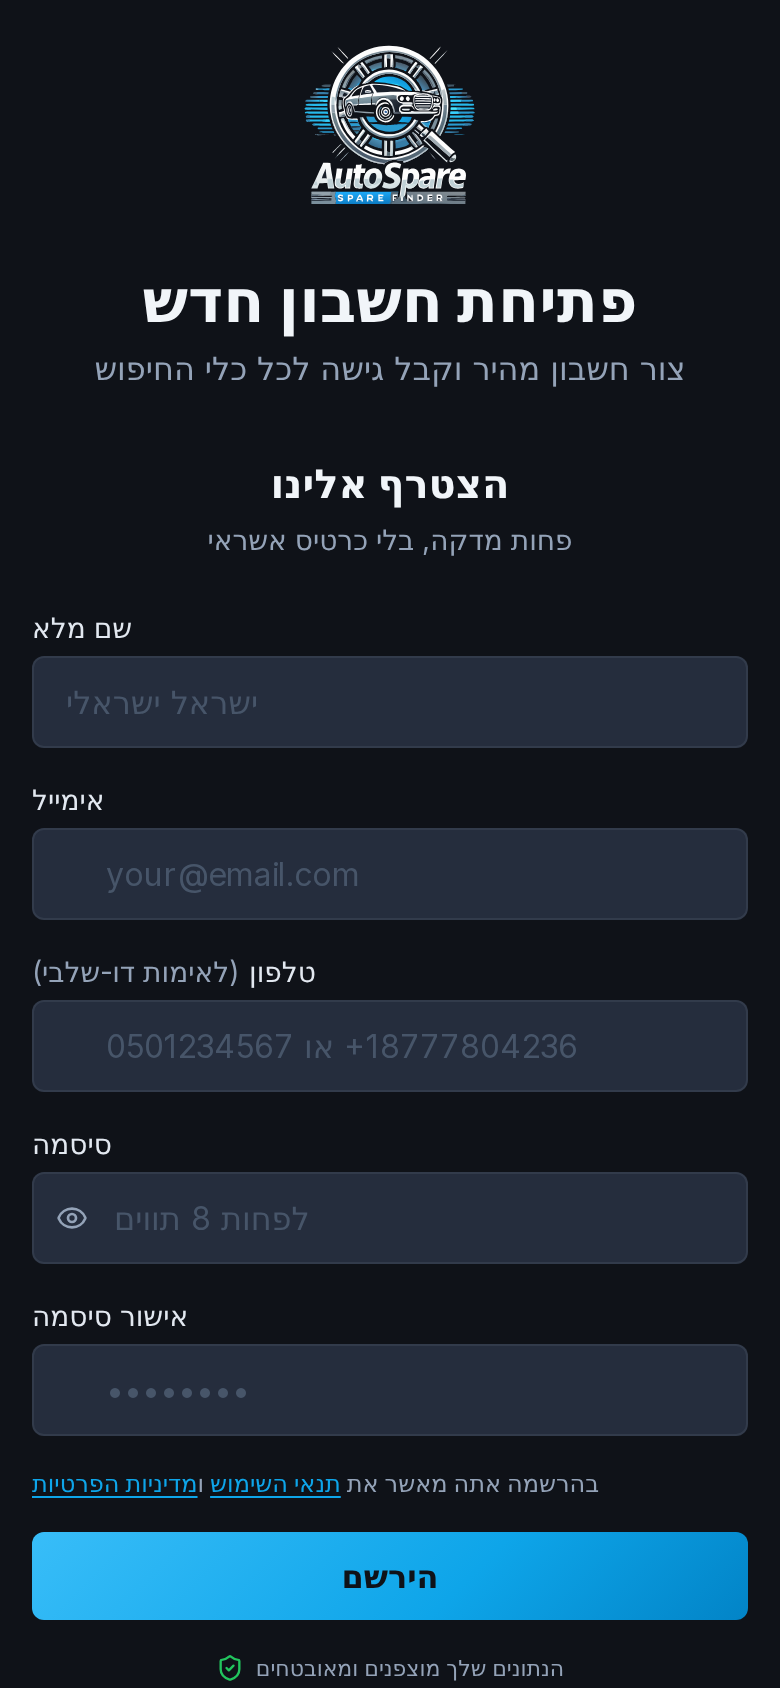 AutoSpare
SPARE FINDER
פתיחת חשבון חדש
צור חשבון מהיר וקבל גישה לכל כלי החיפוש
הצטרף אלינו
פחות מדקה, בלי כרטיס אשראי
שם מלא
ישראל ישראלי
אימייל
your@email.com
טלפון (לאימות דו-שלבי)
0501234567 או +18777804236
סיסמה
לפחות 8 תווים
אישור סיסמה
••••••••
בהרשמה אתה מאשר את תנאי השימוש ומדיניות הפרטיות
הירשם
הנתונים שלך מוצפנים ומאובטחים